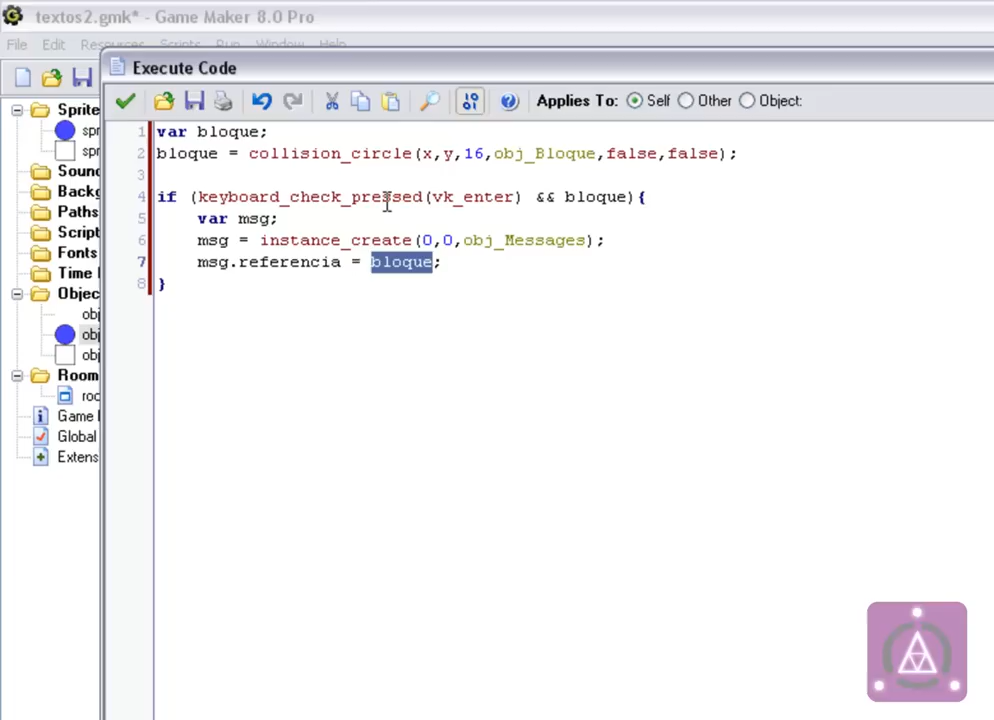 textos2.gmk* - Game Maker 8.0 Pro
File Edit Resources Scripts Run Window Help
Execute Code
Applies To: Self Other Object:
Sprite
spr
spr
Soun
Backg
Paths
Script
Fonts
Time
Objec
obj
obj
obj
Room
roo
Game
Global
Extens
1 var bloque;
2 bloque = collision_circle(x,y,16,obj_Bloque,false,false);
3
4 if (keyboard_check_pressed(vk_enter) && bloque){
5 var msg;
6 msg = instance_create(0,0,obj_Messages);
7 msg.referencia = bloque;
8 }